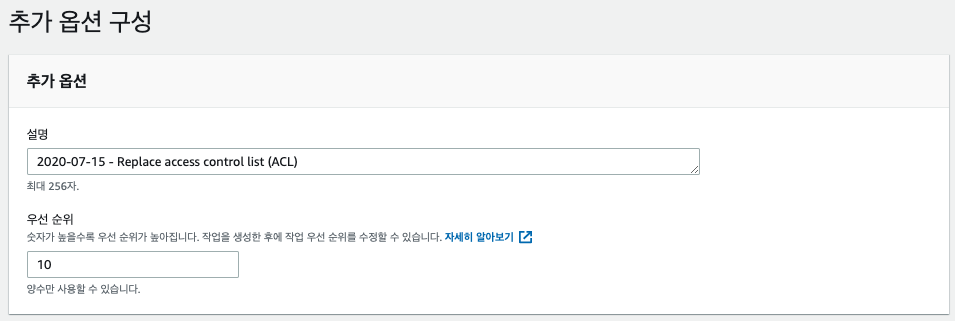 추가 옵션 구성
추가 옵션
설명
2020-07-15 - Replace access control list (ACL)
최대 256자.
우선 순위
숫자가 높을수록 우선 순위가 높아집니다. 작업을 생성한 후에 작업 우선 순위를 수정할 수 있습니다. 자세히 알아보기
10
양수만 사용할 수 있습니다.